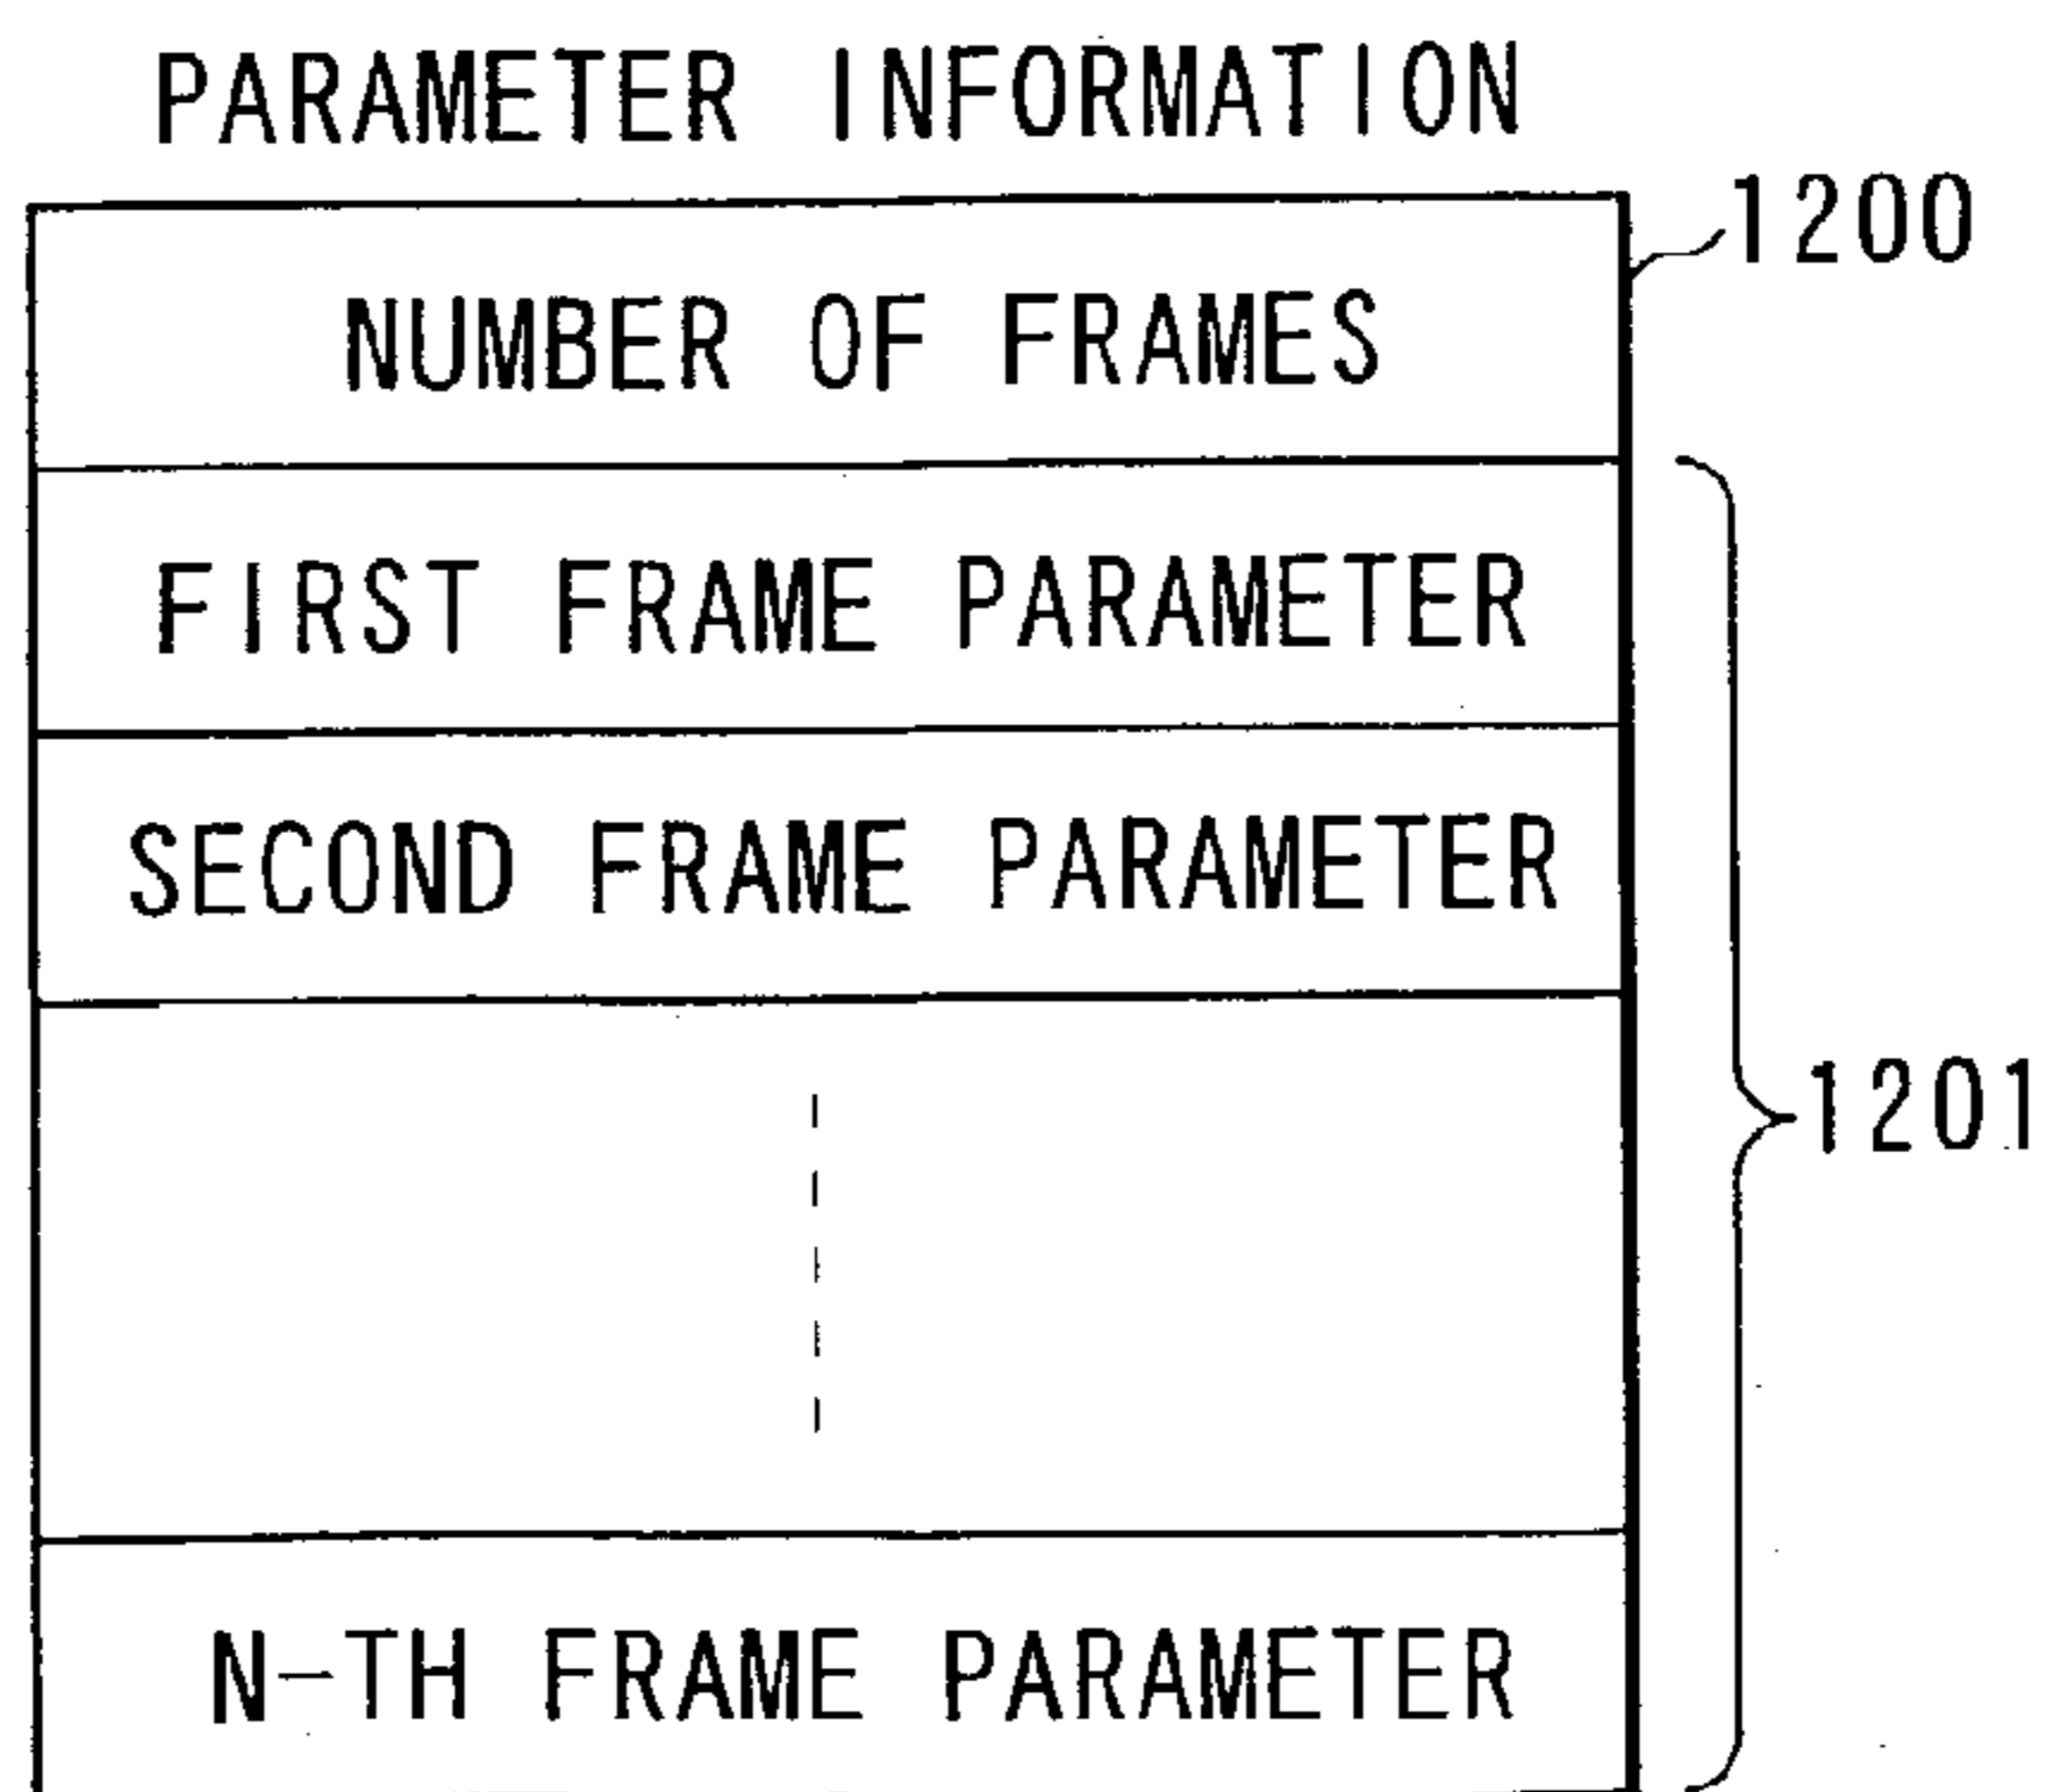 PARAMETER INFORMATION
1200
NUMBER OF FRAMES
FIRST FRAME PARAMETER
SECOND FRAME PARAMETER
1201
N-TH FRAME PARAMETER